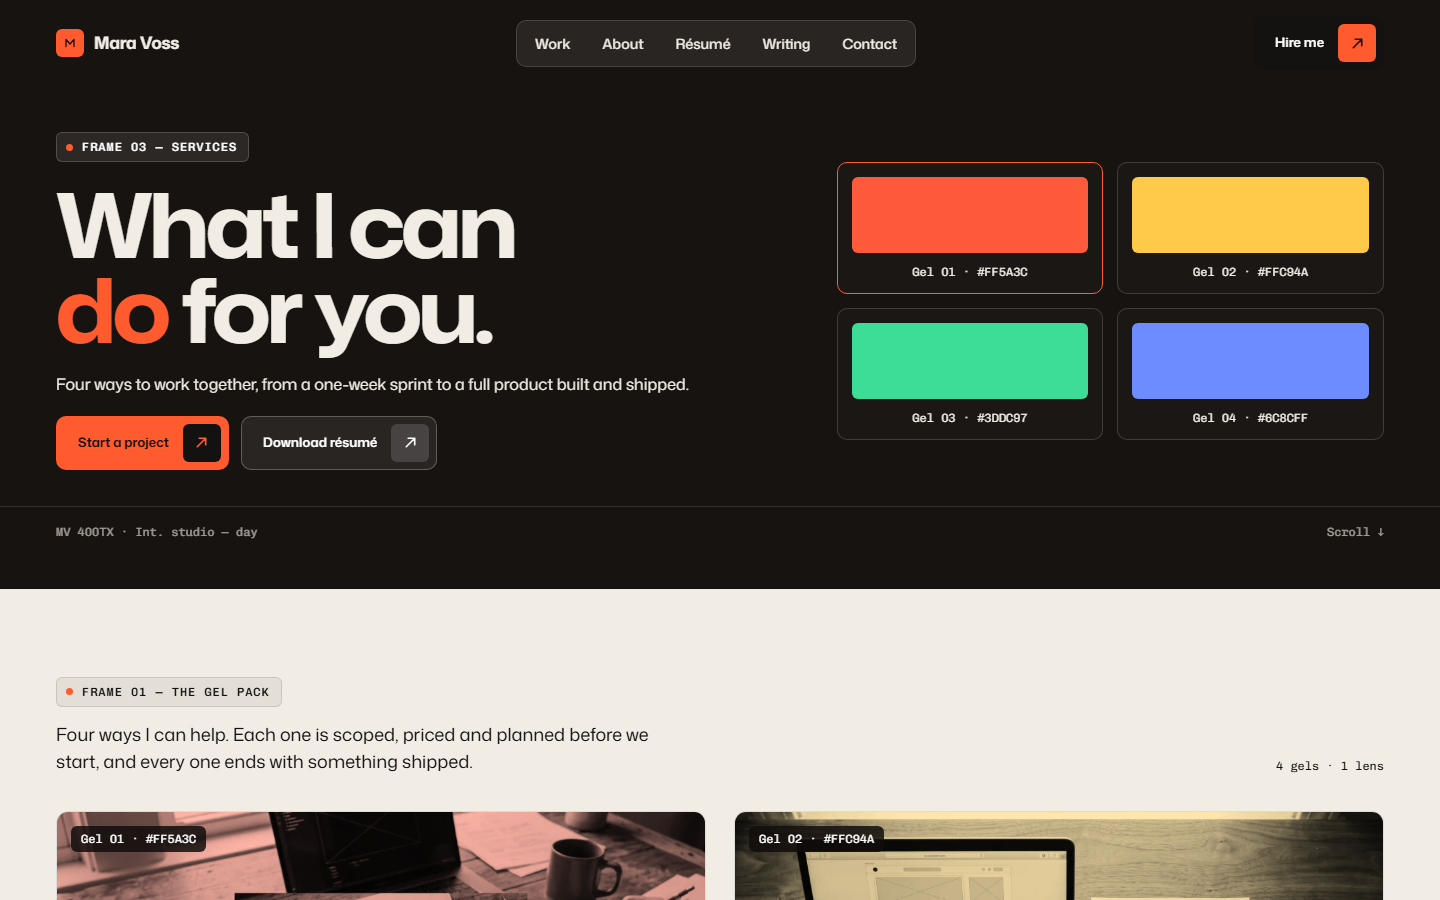 M Mara Voss
Work About Résumé Writing Contact
Hire me
FRAME 03 — SERVICES
What I can
do for you.
Four ways to work together, from a one-week sprint to a full product built and shipped.
Start a project
Download résumé
Gel 01 · #FF5A3C
Gel 02 · #FFC94A
Gel 03 · #3DDC97
Gel 04 · #6C8CFF
MV 400TX · Int. studio — day
Scroll ↓
FRAME 01 — THE GEL PACK
Four ways I can help. Each one is scoped, priced and planned before we
start, and every one ends with something shipped.
4 gels · 1 lens
Gel 01 · #FF5A3C
Gel 02 · #FFC94A